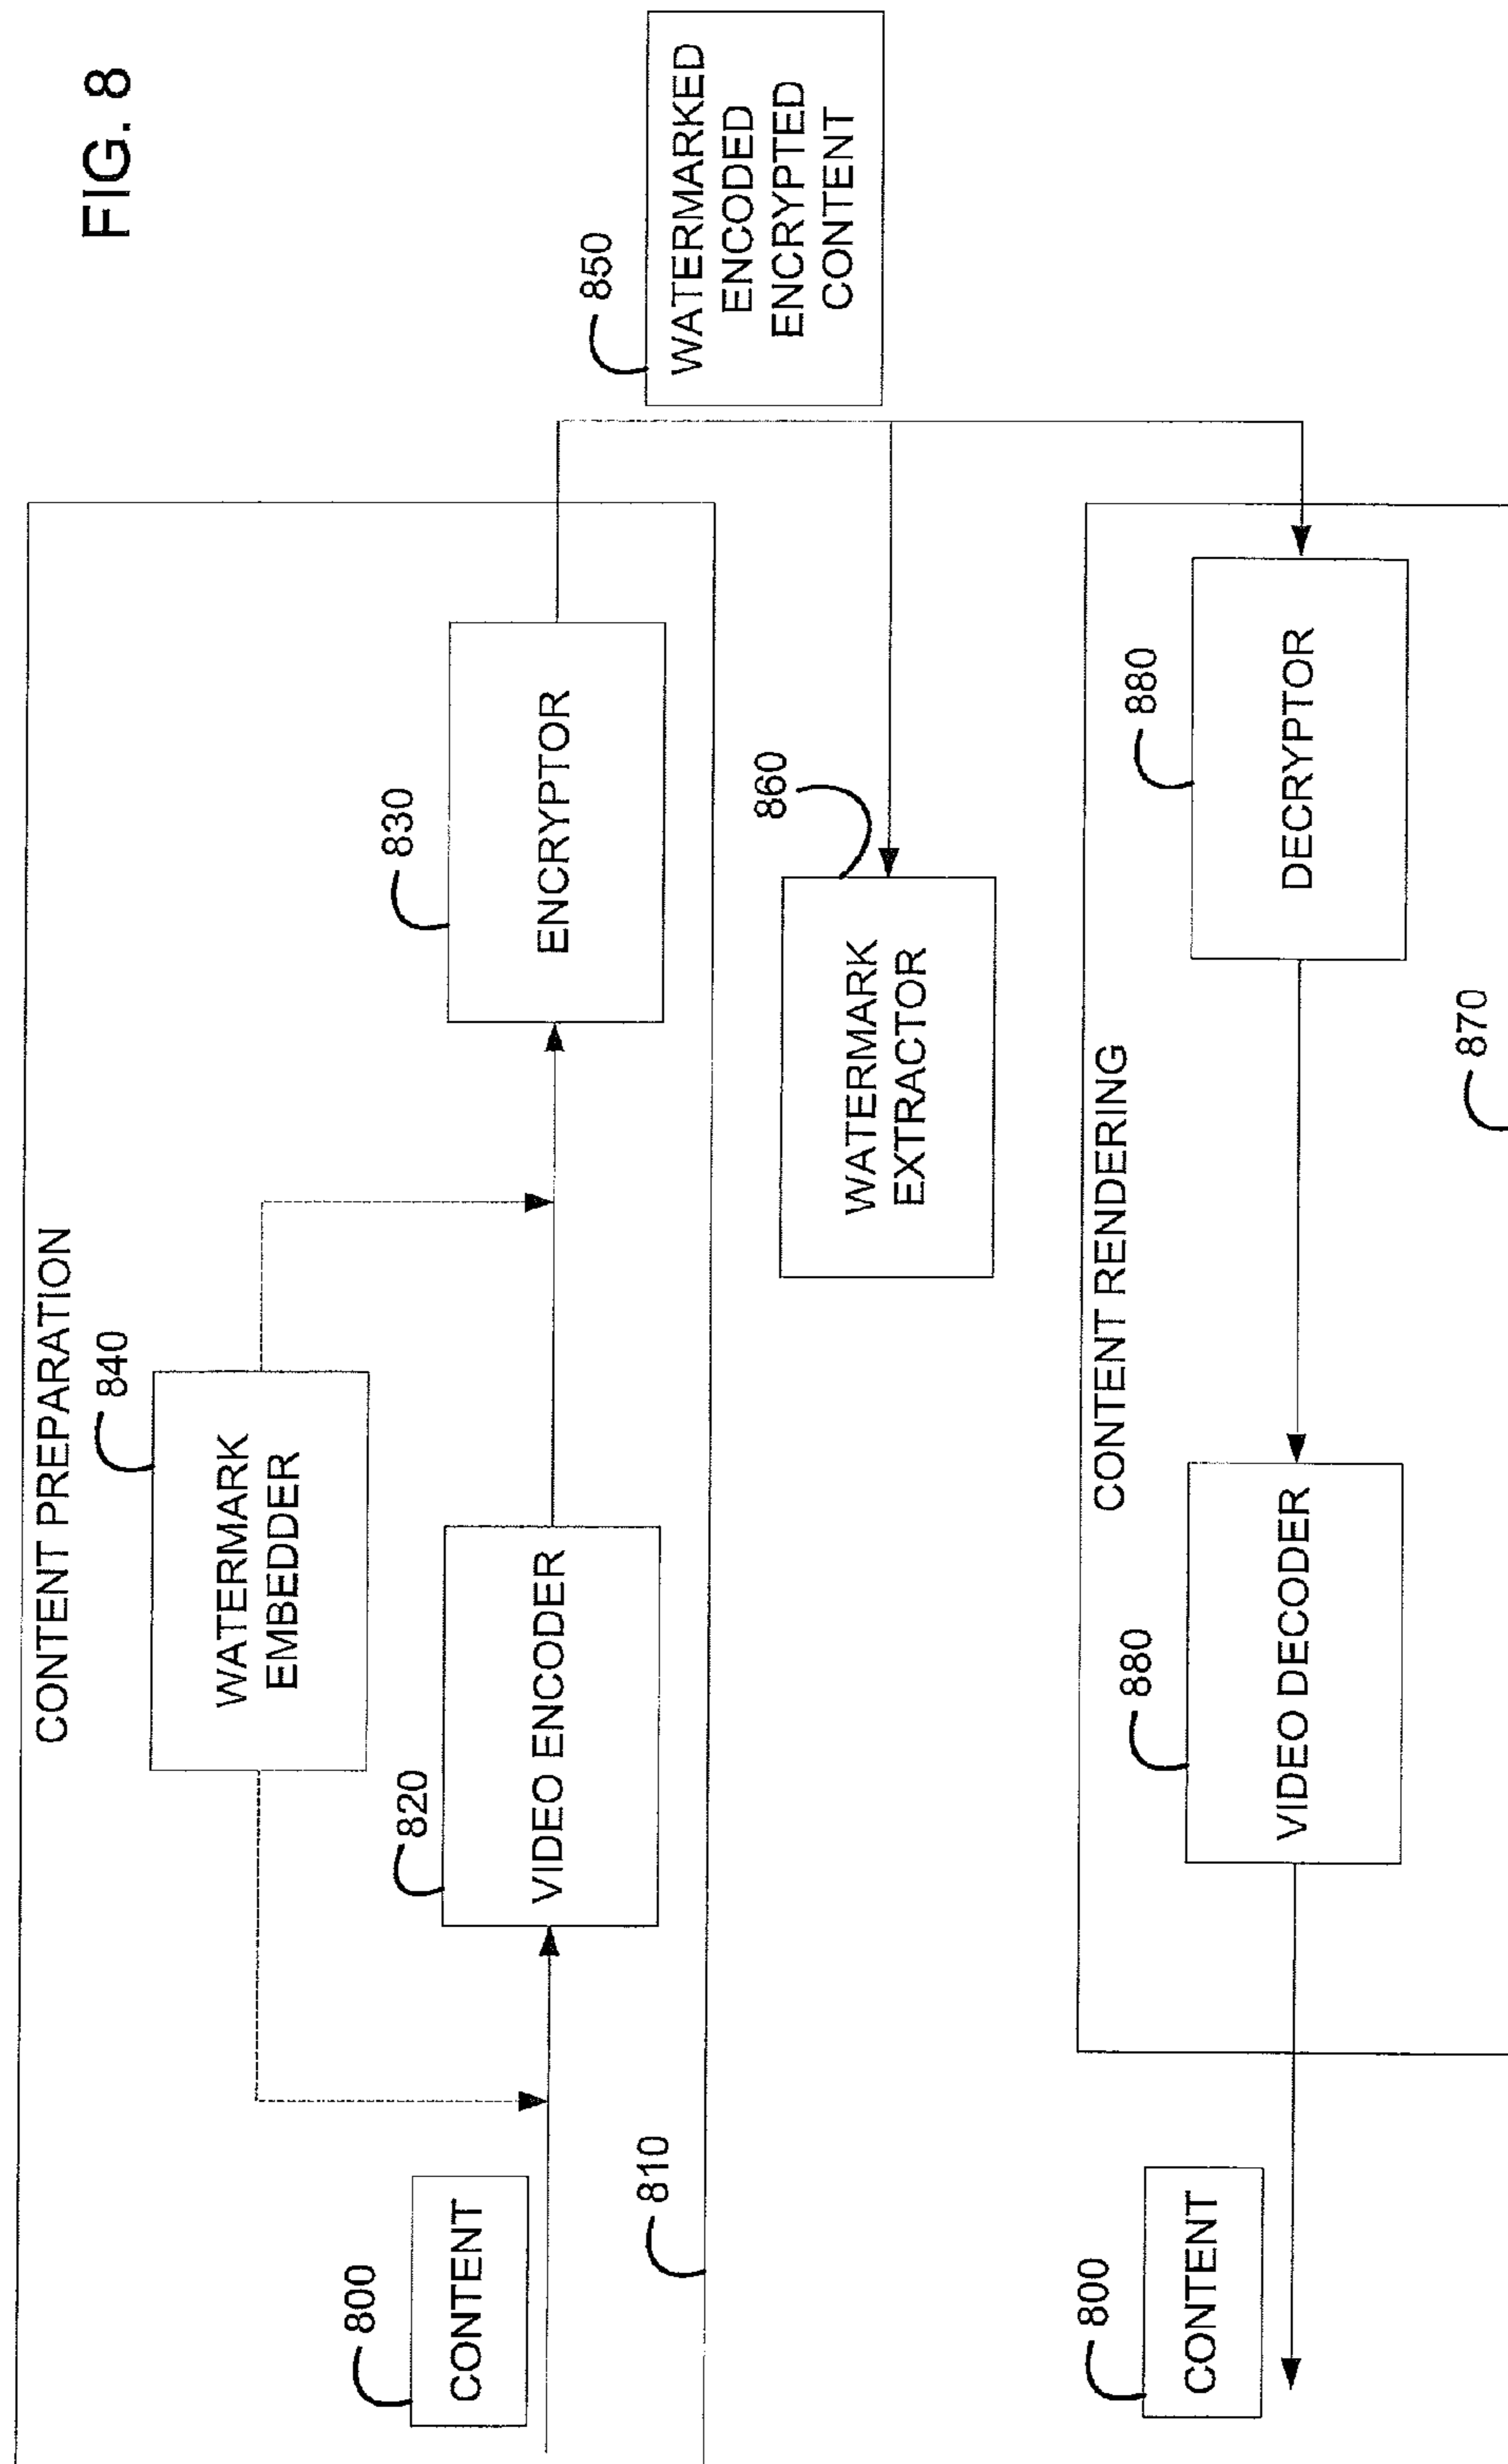 FIG. 8
CONTENT PREPARATION
840
WATERMARK
EMBEDDER
800
CONTENT
820
VIDEO ENCODER
830
ENCRYPTOR
810
850
WATERMARKED
ENCODED
ENCRYPTED
CONTENT
860
WATERMARK
EXTRACTOR
CONTENT RENDERING
800
CONTENT
880
VIDEO DECODER
880
DECRYPTOR
870